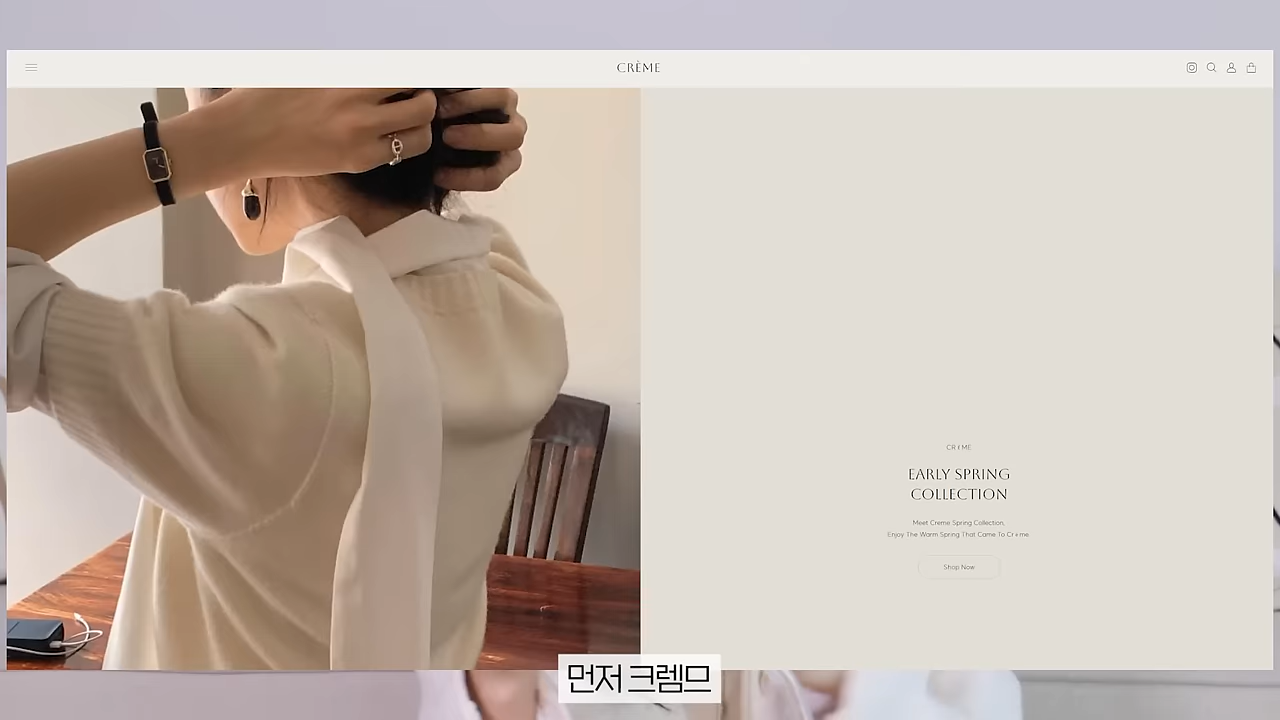 CRÈME
CRÈME
EARLY SPRING
COLLECTION
Meet Creme Spring Collection,
Enjoy The Warm Spring That Came To Crème
Shop Now
먼저 크렘므